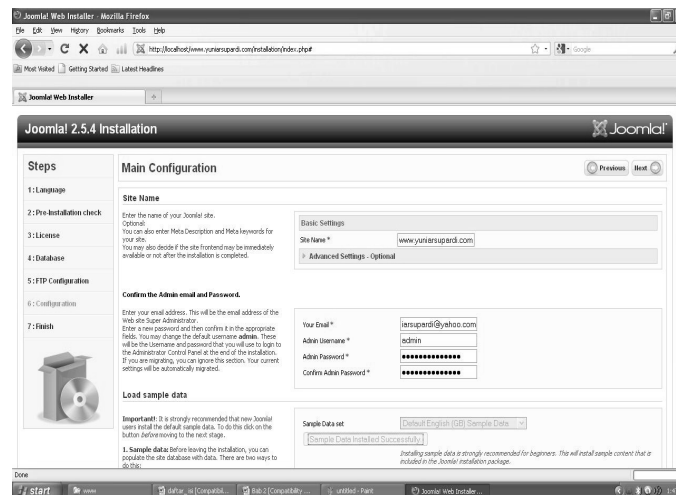 Joomla! Web Installer - Mozilla Firefox
File Edit View History Bookmarks Tools Help
http://localhost/www.yuniarsupardi.com/installation/index.php#
Google
Most Visited Getting Started Latest Headlines
Joomla! Web Installer
Joomla! 2.5.4 Installation
Joomla!
Steps
1 : Language
2 : Pre-Installation check
3 : License
4 : Database
5 : FTP Configuration
6 : Configuration
7 : Finish
Main Configuration
Previous Next
Site Name
Enter the name of your Joomla! site.
Optional:
You can also enter Meta Description and Meta keywords for
your site.
You may also decide if the site frontend may be immediately
available or not after the installation is completed.
Basic Settings
Site Name * www.yuniarsupardi.com
Advanced Settings - Optional
Confirm the Admin email and Password.
Enter your email address. This will be the email address of the
Web site Super Administrator.
Enter a new password and then confirm it in the appropriate
fields. You may change the default username admin. These
will be the Username and password that you will use to login to
the Administrator Control Panel at the end of the installation.
If you are migrating, you can ignore this section. Your current
settings will be automatically migrated.
Your Email * iarsupardi@yahoo.com
Admin Username * admin
Admin Password * ●●●●●●●●●●●●●●
Confirm Admin Password * ●●●●●●●●●●●●●●
Load sample data
Important!: It is strongly recommended that new Joomla!
users install the default sample data. To do this click on the
button before moving to the next stage.
1. Sample data: Before leaving the installation, you can
populate the site database with data. There are two ways to
do this:
Sample Data set Default English (GB) Sample Data
Sample Data Installed Successfully.
Installing sample data is strongly recommended for beginners. This will install sample content that is
included in the Joomla! installation package.
Done
start www daftar_isi [Compatibil... Bab 2 [Compatibility ... untitled - Paint Joomla! Web Installer ...